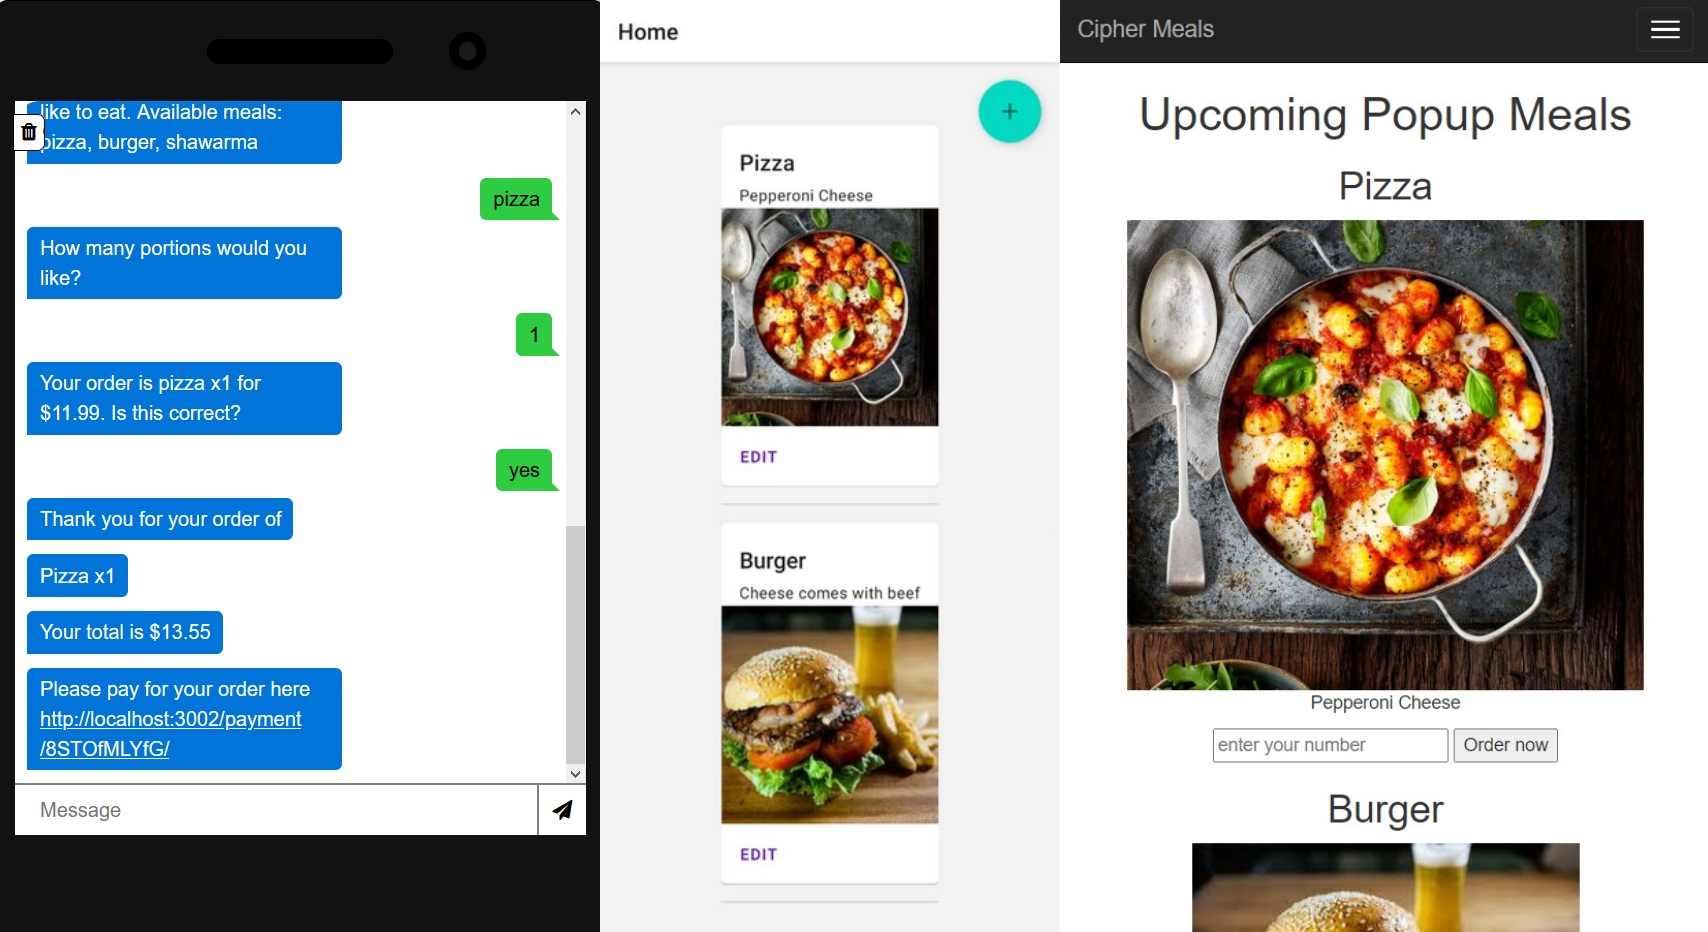 like to eat. Available meals:
pizza, burger, shawarma
pizza
How many portions would you
like?
1
Your order is pizza x1 for
$11.99. Is this correct?
yes
Thank you for your order of
Pizza x1
Your total is $13.55
Please pay for your order here
http://localhost:3002/payment
/8STOfMLYfG/
Message
Home
+
Pizza
Pepperoni Cheese
EDIT
Burger
Cheese comes with beef
EDIT
Cipher Meals
Upcoming Popup Meals
Pizza
Pepperoni Cheese
enter your number
Order now
Burger